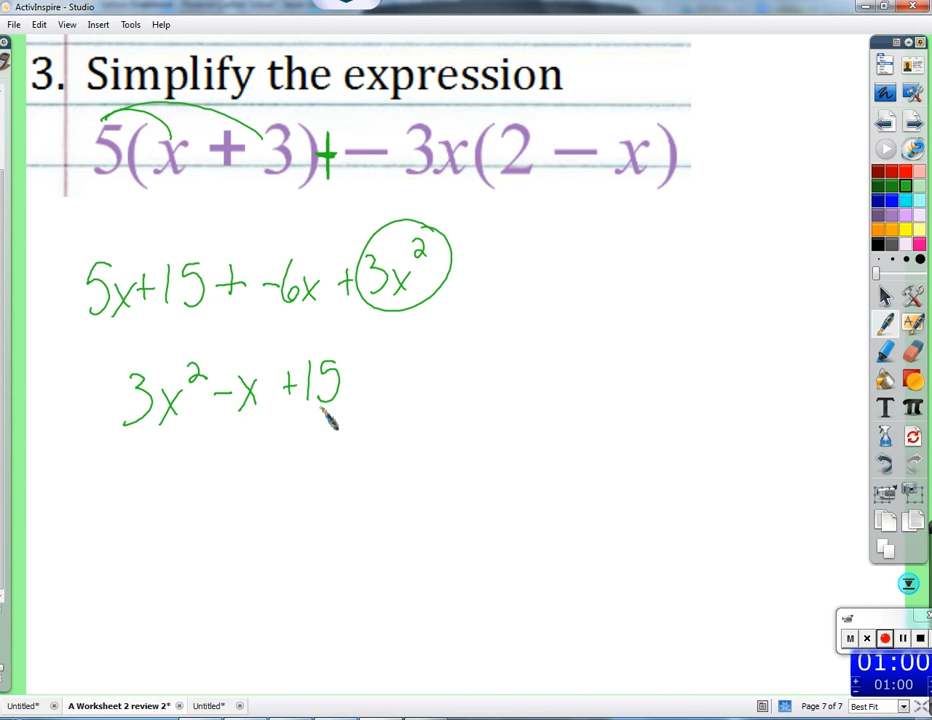 ActivInspire - Studio
File Edit View Insert Tools Help
3. Simplify the expression
5(x + 3)+− 3x(2 − x)
5x+15 + -6x +3x²
3x² -x +15
M
01:00
01:00
Untitled* A Worksheet 2 review 2* Untitled* Page 7 of 7 Best Fit